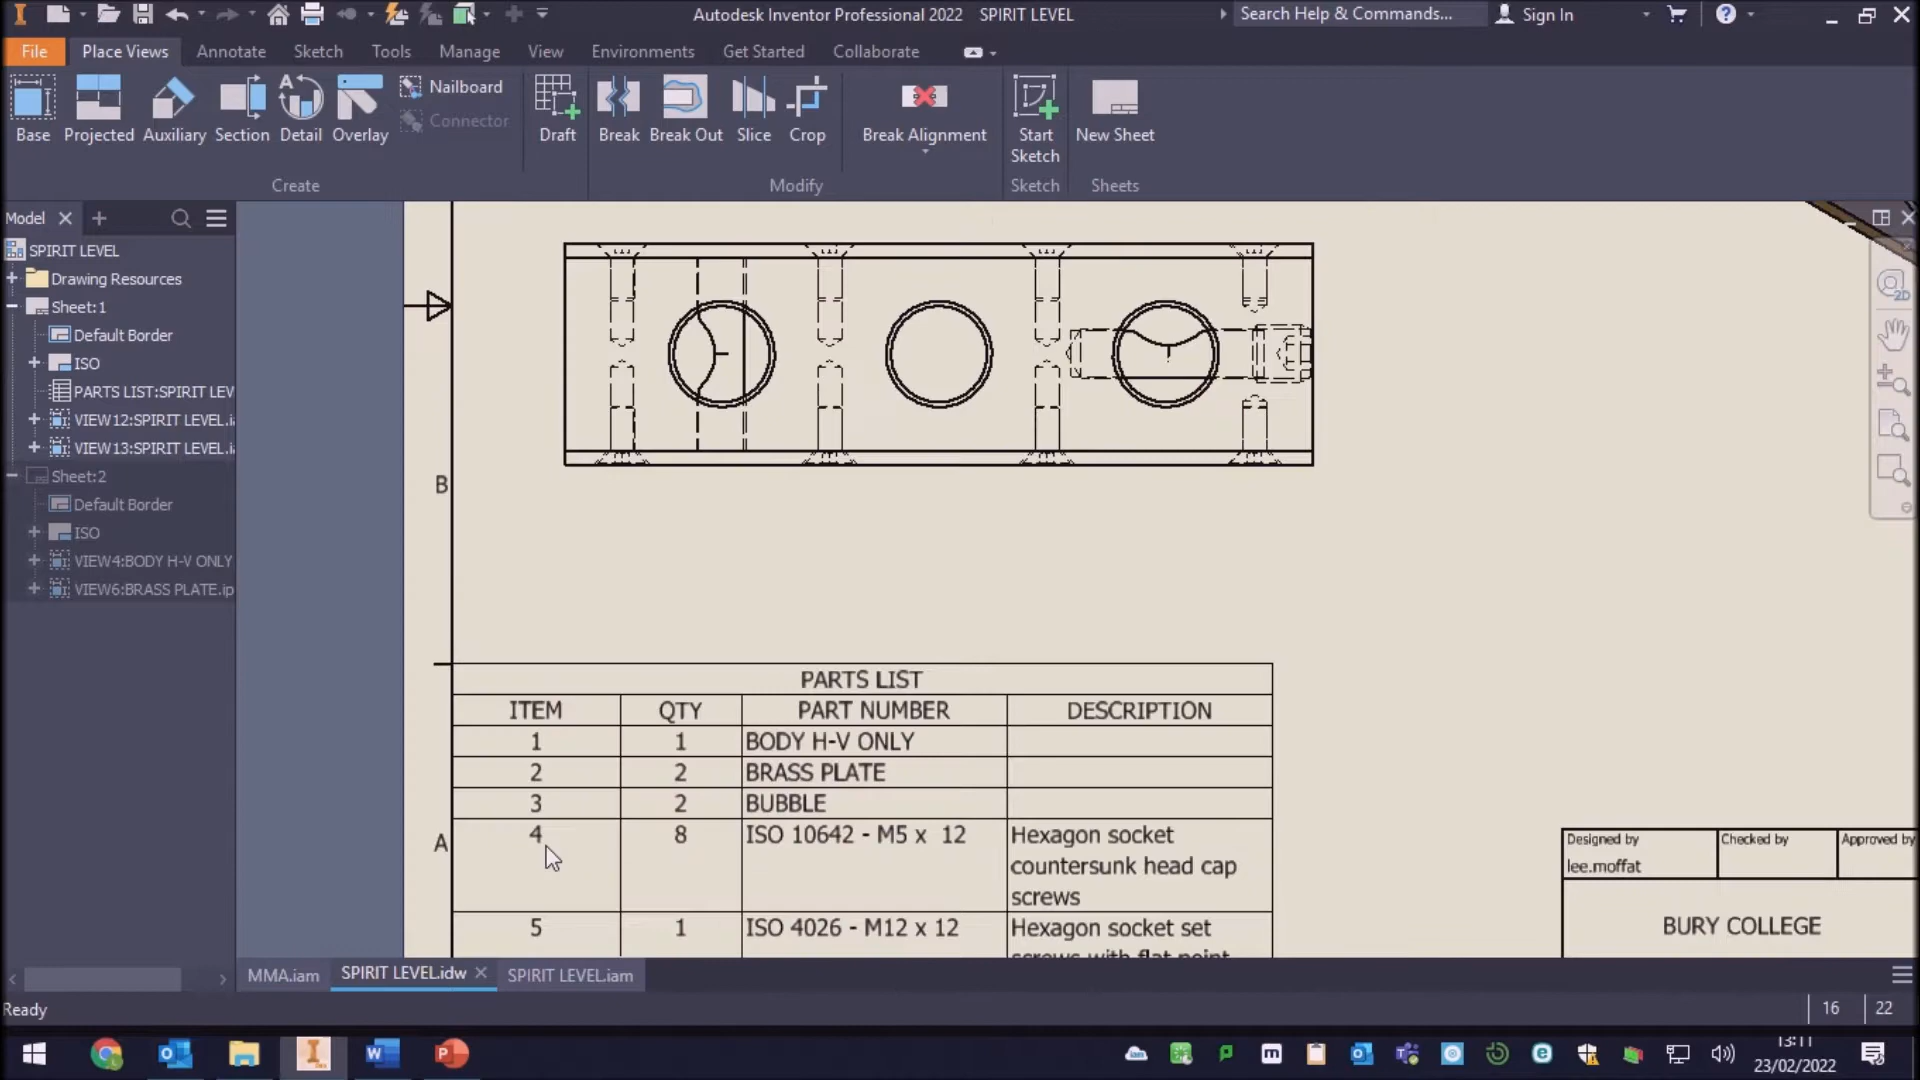 Autodesk Inventor Professional 2022 SPIRIT LEVEL
Search Help & Commands...
Sign In
File
Place Views
Annotate
Sketch
Tools
Manage
View
Environments
Get Started
Collaborate
Base
Projected
Auxiliary
Section
Detail
Overlay
Nailboard
Connector
Draft
Break
Break Out
Slice
Crop
Break Alignment
Start Sketch
New Sheet
Create
Modify
Sketch
Sheets
Model
SPIRIT LEVEL
Drawing Resources
Sheet:1
Default Border
ISO
PARTS LIST:SPIRIT LEV
VIEW12:SPIRIT LEVEL.i
VIEW13:SPIRIT LEVEL.i
Sheet:2
Default Border
ISO
VIEW4:BODY H-V ONLY
VIEW6:BRASS PLATE.ip
B
A
PARTS LIST
ITEM QTY PART NUMBER DESCRIPTION
1 1 BODY H-V ONLY
2 2 BRASS PLATE
3 2 BUBBLE
4 8 ISO 10642 - M5 x 12 Hexagon socket
countersunk head cap
screws
5 1 ISO 4026 - M12 x 12 Hexagon socket set
screws with flat point
Designed by
lee.moffat
Checked by
Approved by
BURY COLLEGE
2D
MMA.iam
SPIRIT LEVEL.idw
SPIRIT LEVEL.iam
Ready
16 22
13:11
23/02/2022